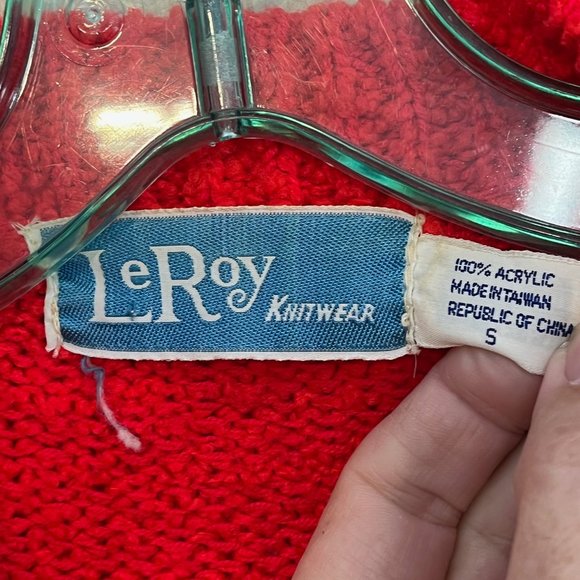 LeRoy
KNITWEAR
100% ACRYLIC
MADE IN TAIWAN
REPUBLIC OF CHINA
S